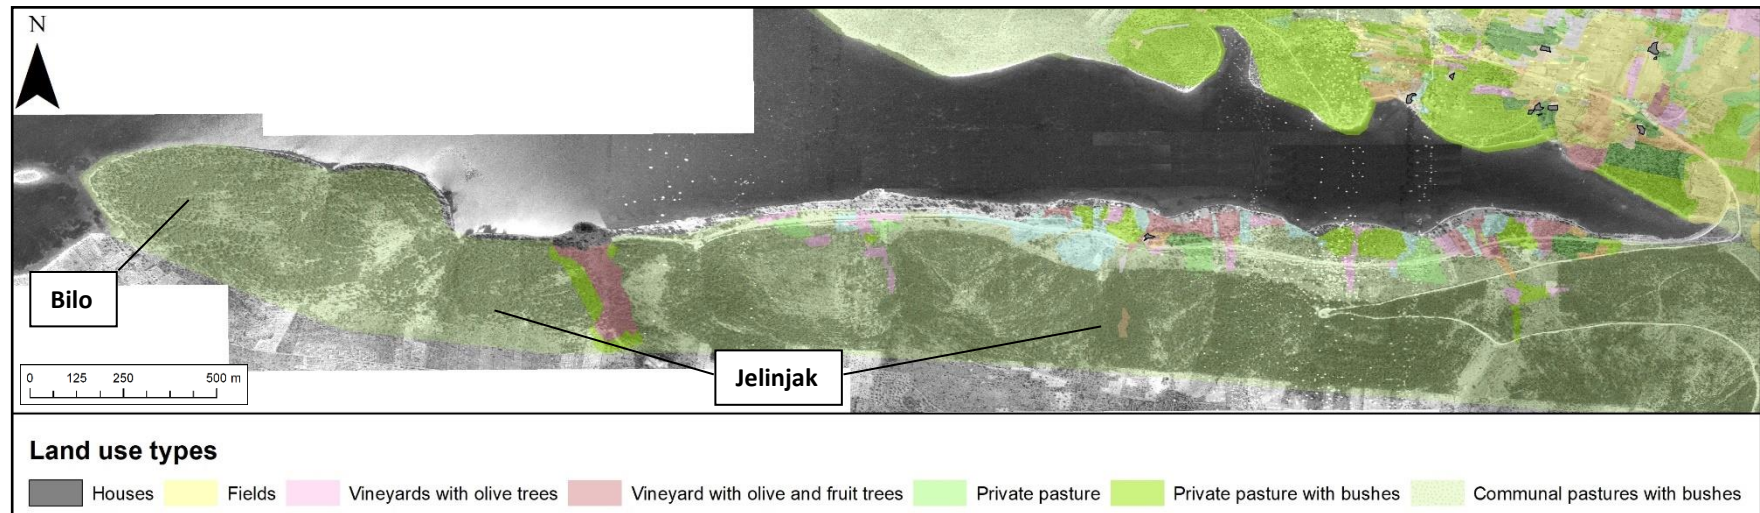 N
Bilo
Jelinjak
0 125 250 500 m
Land use types
Houses Fields Vineyards with olive trees Vineyard with olive and fruit trees Private pasture Private pasture with bushes Communal pastures with bushes